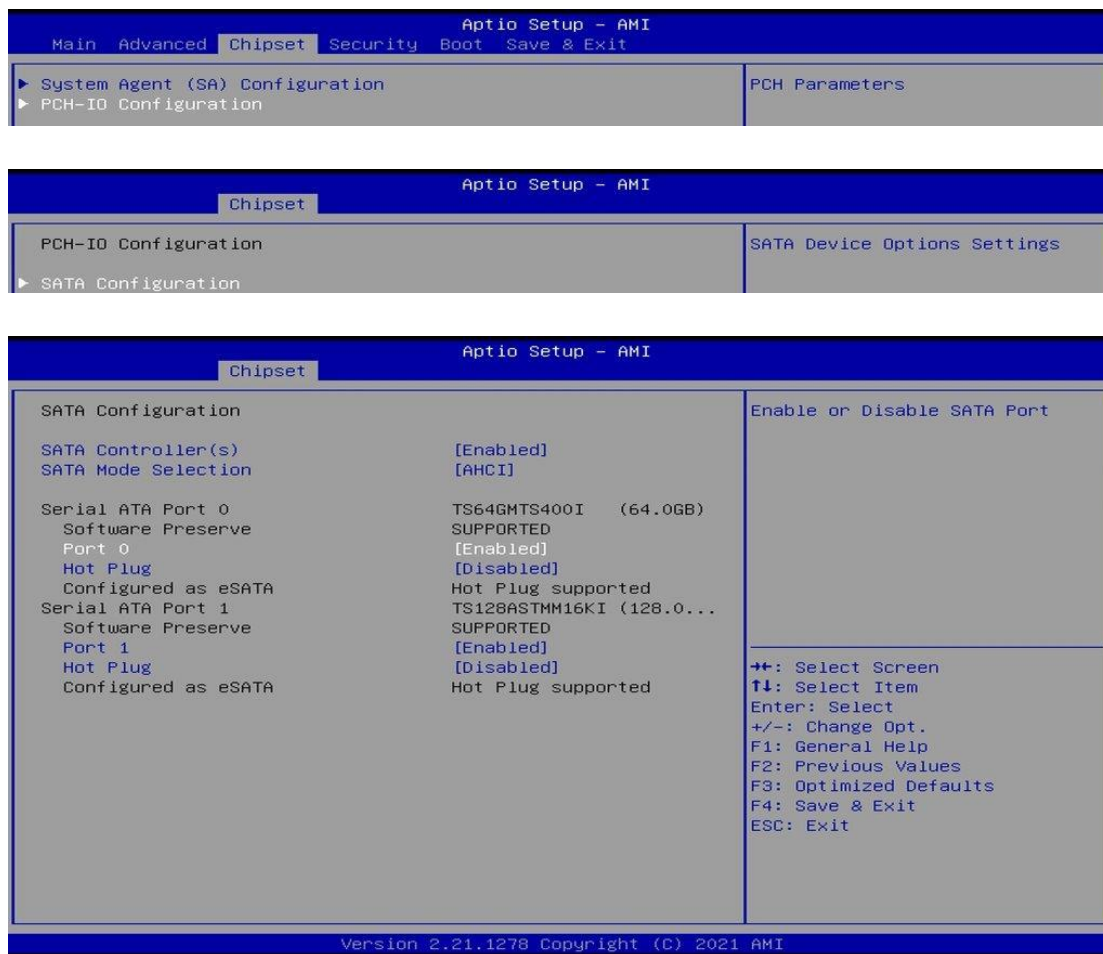 Aptio Setup – AMI
Main Advanced Chipset Security Boot Save & Exit
▶ System Agent (SA) Configuration PCH Parameters
▶ PCH-IO Configuration
Aptio Setup – AMI
Chipset
PCH-IO Configuration SATA Device Options Settings
▶ SATA Configuration
Aptio Setup – AMI
Chipset
SATA Configuration Enable or Disable SATA Port
SATA Controller(s) [Enabled]
SATA Mode Selection [AHCI]
Serial ATA Port 0 TS64GMTS400I (64.0GB)
Software Preserve SUPPORTED
Port 0 [Enabled]
Hot Plug [Disabled]
Configured as eSATA Hot Plug supported
Serial ATA Port 1 TS128ASTMM16KI (128.0...
Software Preserve SUPPORTED
Port 1 [Enabled]
Hot Plug [Disabled]
Configured as eSATA Hot Plug supported
→←: Select Screen
↑↓: Select Item
Enter: Select
+/-: Change Opt.
F1: General Help
F2: Previous Values
F3: Optimized Defaults
F4: Save & Exit
ESC: Exit
Version 2.21.1278 Copyright (C) 2021 AMI